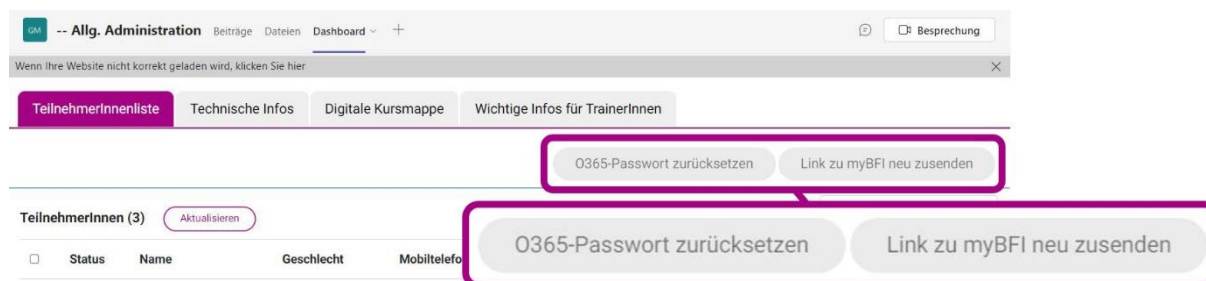 GM -- Allg. Administration Beiträge Dateien Dashboard Besprechung
Wenn Ihre Website nicht korrekt geladen wird, klicken Sie hier
TeilnehmerInnenliste Technische Infos Digitale Kursmappe Wichtige Infos für TrainerInnen
O365-Passwort zurücksetzen Link zu myBFI neu zusenden
TeilnehmerInnen (3) Aktualisieren
O365-Passwort zurücksetzen Link zu myBFI neu zusenden
Status Name Geschlecht Mobiltelefo